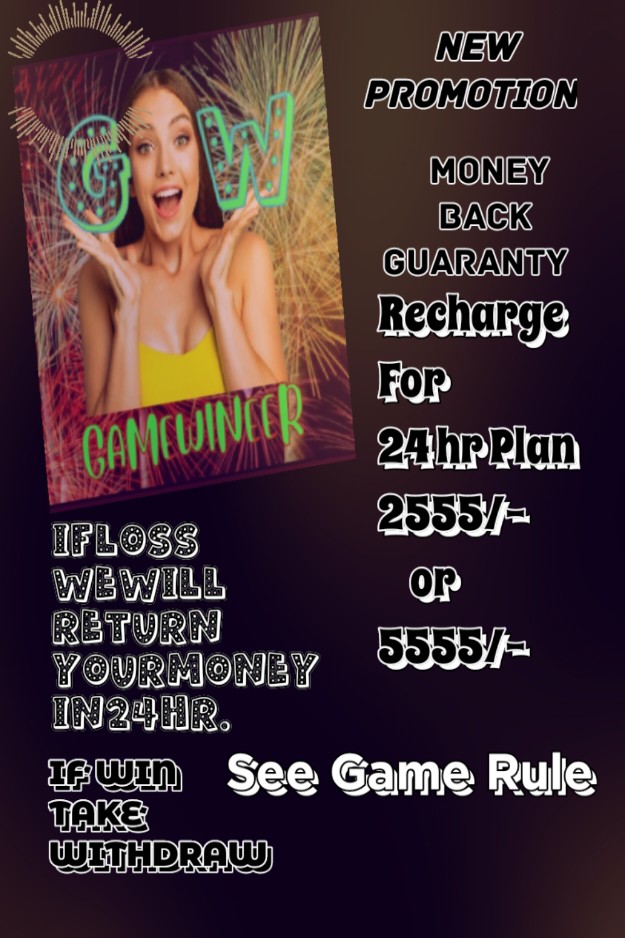 G W
GAMEWINEER
NEW
PROMOTION
MONEY
BACK
GUARANTY
Recharge
For
24hr Plan
2555/-
or
5555/-
IFLOSS
WEWILL
RETURN
YOURMONEY
IN24HR.
IF WIN
TAKE
WITHDRAW
See Game Rule